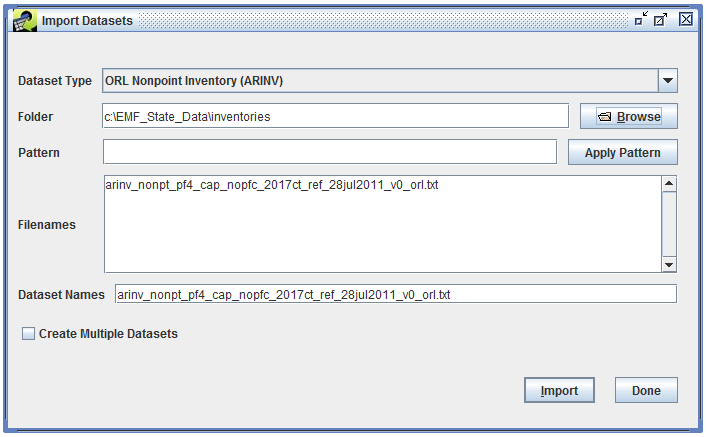 Import Datasets
Dataset Type ORL Nonpoint Inventory (ARINV)
Folder c:\EMF_State_Data\inventories Browse
Pattern Apply Pattern
arinv_nonpt_pf4_cap_nopfc_2017ct_ref_28jul2011_v0_orl.txt
Filenames
Dataset Names arinv_nonpt_pf4_cap_nopfc_2017ct_ref_28jul2011_v0_orl.txt
Create Multiple Datasets
Import Done